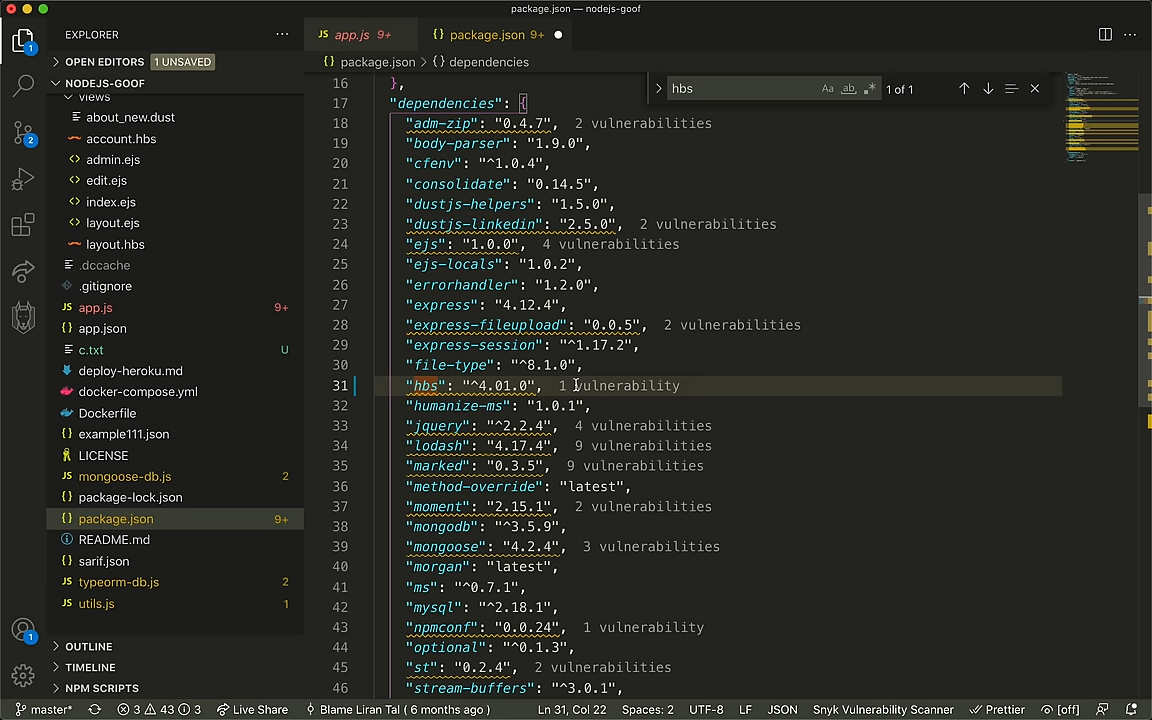 package.json — nodejs-goof
EXPLORER
OPEN EDITORS 1 UNSAVED
NODEJS-GOOF
views
about_new.dust
account.hbs
admin.ejs
edit.ejs
index.ejs
layout.ejs
layout.hbs
.dccache
.gitignore
JS app.js 9+
app.json
c.txt U
deploy-heroku.md
docker-compose.yml
Dockerfile
example111.json
LICENSE
JS mongoose-db.js 2
package-lock.json
package.json 9+
README.md
sarif.json
JS typeorm-db.js 2
JS utils.js 1
OUTLINE
TIMELINE
NPM SCRIPTS
1
2
1
JS app.js 9+
{} package.json 9+
{} package.json > {} dependencies
hbs Aa ab 1 of 1
16 },
17 "dependencies": {
18 "adm-zip": "0.4.7", 2 vulnerabilities
19 "body-parser": "1.9.0",
20 "cfenv": "^1.0.4",
21 "consolidate": "0.14.5",
22 "dustjs-helpers": "1.5.0",
23 "dustjs-linkedin": "2.5.0", 2 vulnerabilities
24 "ejs": "1.0.0", 4 vulnerabilities
25 "ejs-locals": "1.0.2",
26 "errorhandler": "1.2.0",
27 "express": "4.12.4",
28 "express-fileupload": "0.0.5", 2 vulnerabilities
29 "express-session": "^1.17.2",
30 "file-type": "^8.1.0",
31 "hbs": "^4.01.0", 1 vulnerability
32 "humanize-ms": "1.0.1",
33 "jquery": "^2.2.4", 4 vulnerabilities
34 "lodash": "4.17.4", 9 vulnerabilities
35 "marked": "0.3.5", 9 vulnerabilities
36 "method-override": "latest",
37 "moment": "2.15.1", 2 vulnerabilities
38 "mongodb": "^3.5.9",
39 "mongoose": "4.2.4", 3 vulnerabilities
40 "morgan": "latest",
41 "ms": "^0.7.1",
42 "mysql": "^2.18.1",
43 "npmconf": "0.0.24", 1 vulnerability
44 "optional": "^0.1.3",
45 "st": "0.2.4", 2 vulnerabilities
46 "stream-buffers": "^3.0.1",
master* 3 43 3 Live Share Blame Liran Tal ( 6 months ago ) Ln 31, Col 22 Spaces: 2 UTF-8 LF JSON Snyk Vulnerability Scanner Prettier [off]